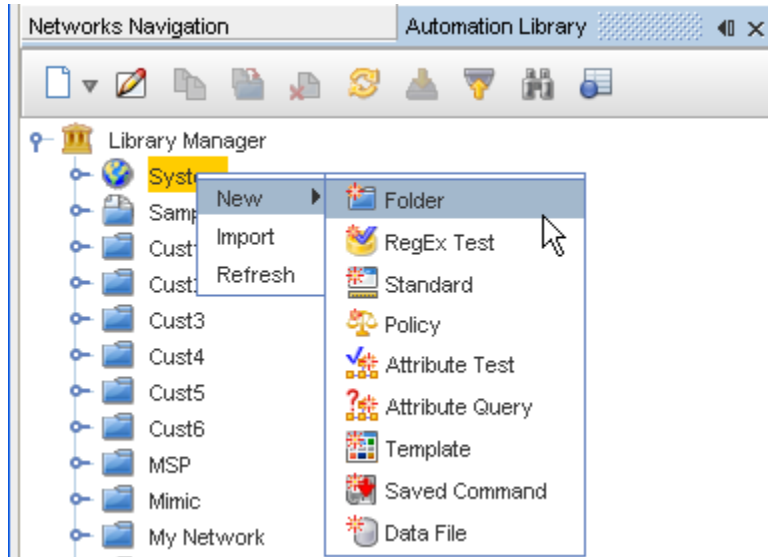 Networks Navigation
Automation Library
Library Manager
Syst
New
Folder
Samp
Import
RegEx Test
Cust
Refresh
Standard
Cust
Cust3
Policy
Cust4
Attribute Test
Cust5
Attribute Query
Cust6
Template
MSP
Saved Command
Mimic
Data File
My Network